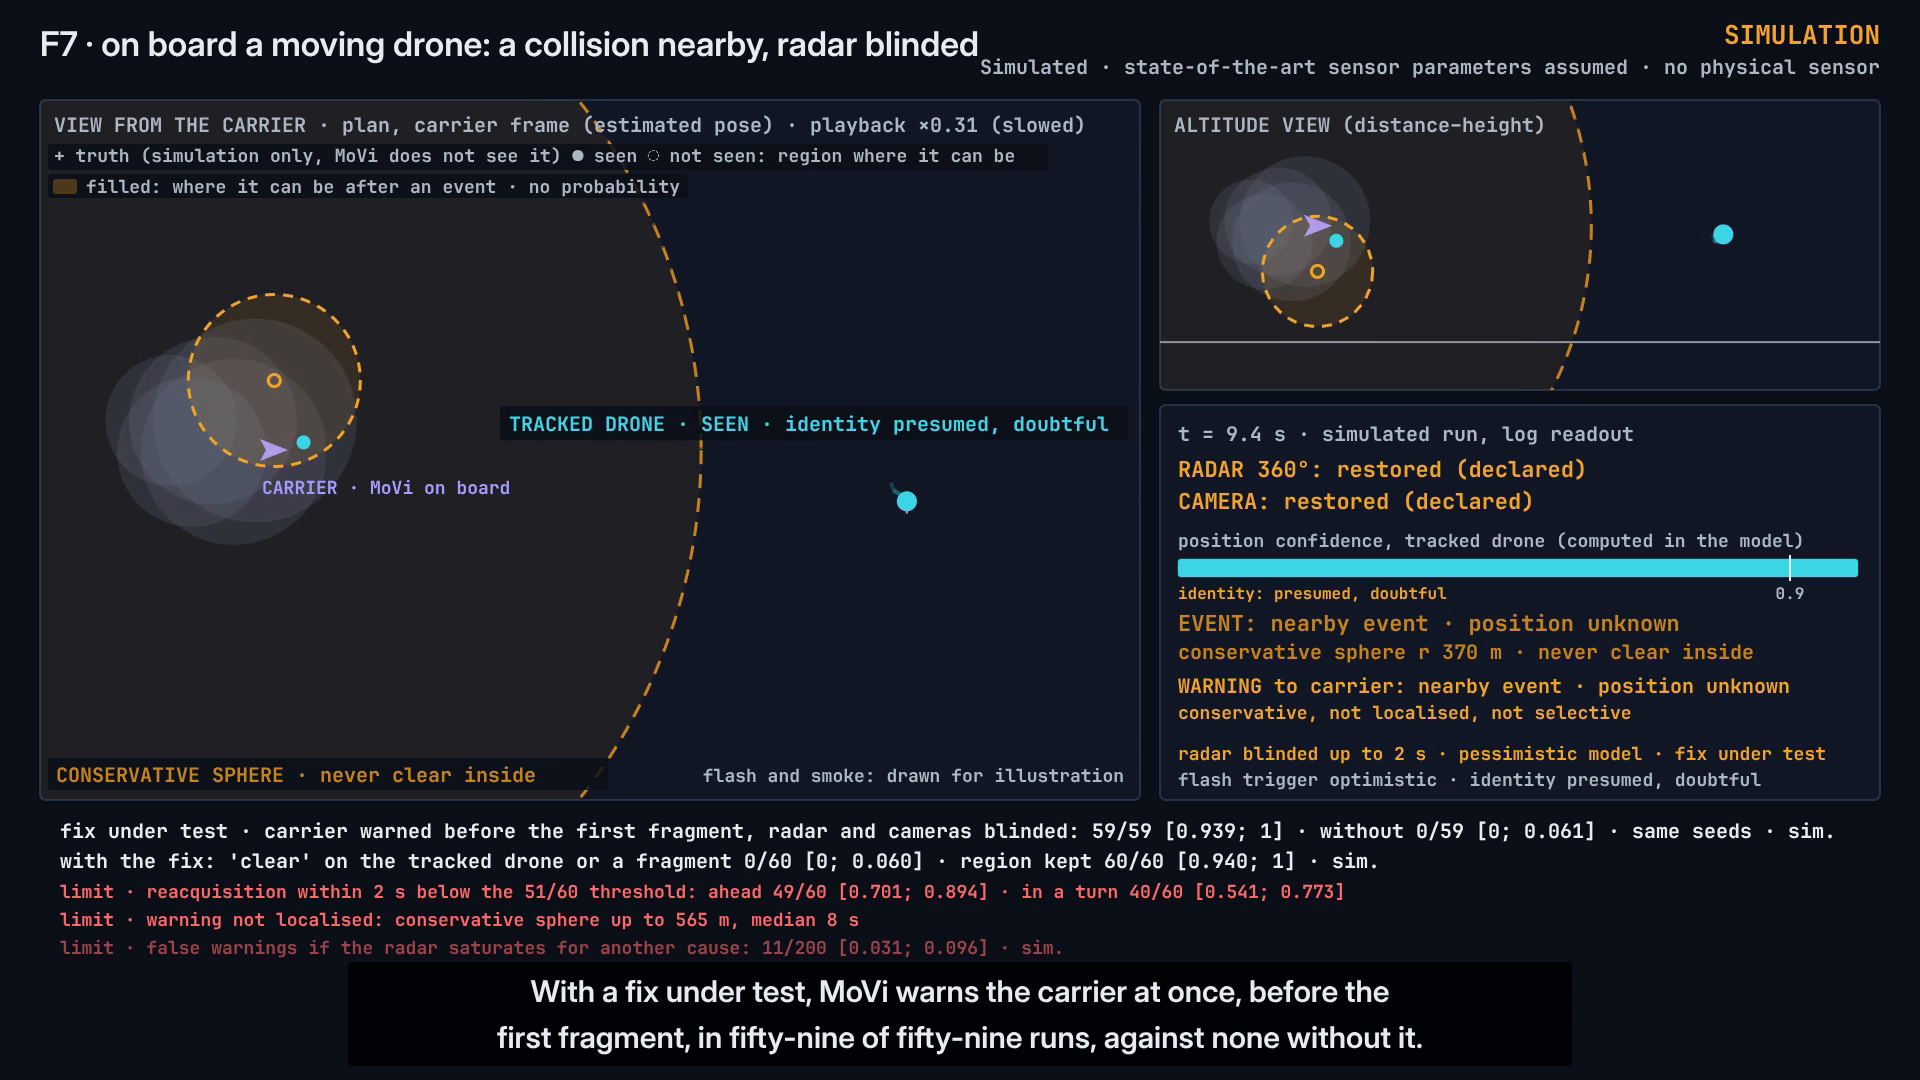 F7 · on board a moving drone: a collision nearby, radar blinded
SIMULATION
Simulated · state-of-the-art sensor parameters assumed · no physical sensor
VIEW FROM THE CARRIER · plan, carrier frame (estimated pose) · playback ×0.31 (slowed)
+ truth (simulation only, MoVi does not see it) ● seen ◌ not seen: region where it can be
filled: where it can be after an event · no probability
TRACKED DRONE · SEEN · identity presumed, doubtful
CARRIER · MoVi on board
CONSERVATIVE SPHERE · never clear inside
flash and smoke: drawn for illustration
ALTITUDE VIEW (distance-height)
t = 9.4 s · simulated run, log readout
RADAR 360°: restored (declared)
CAMERA: restored (declared)
position confidence, tracked drone (computed in the model)
identity: presumed, doubtful
0.9
EVENT: nearby event · position unknown
conservative sphere r 370 m · never clear inside
WARNING to carrier: nearby event · position unknown
conservative, not localised, not selective
radar blinded up to 2 s · pessimistic model · fix under test
flash trigger optimistic · identity presumed, doubtful
fix under test · carrier warned before the first fragment, radar and cameras blinded: 59/59 [0.939; 1] · without 0/59 [0; 0.061] · same seeds · sim.
with the fix: 'clear' on the tracked drone or a fragment 0/60 [0; 0.060] · region kept 60/60 [0.940; 1] · sim.
limit · reacquisition within 2 s below the 51/60 threshold: ahead 49/60 [0.701; 0.894] · in a turn 40/60 [0.541; 0.773]
limit · warning not localised: conservative sphere up to 565 m, median 8 s
limit · false warnings if the radar saturates for another cause: 11/200 [0.031; 0.096] · sim.
With a fix under test, MoVi warns the carrier at once, before the
first fragment, in fifty-nine of fifty-nine runs, against none without it.